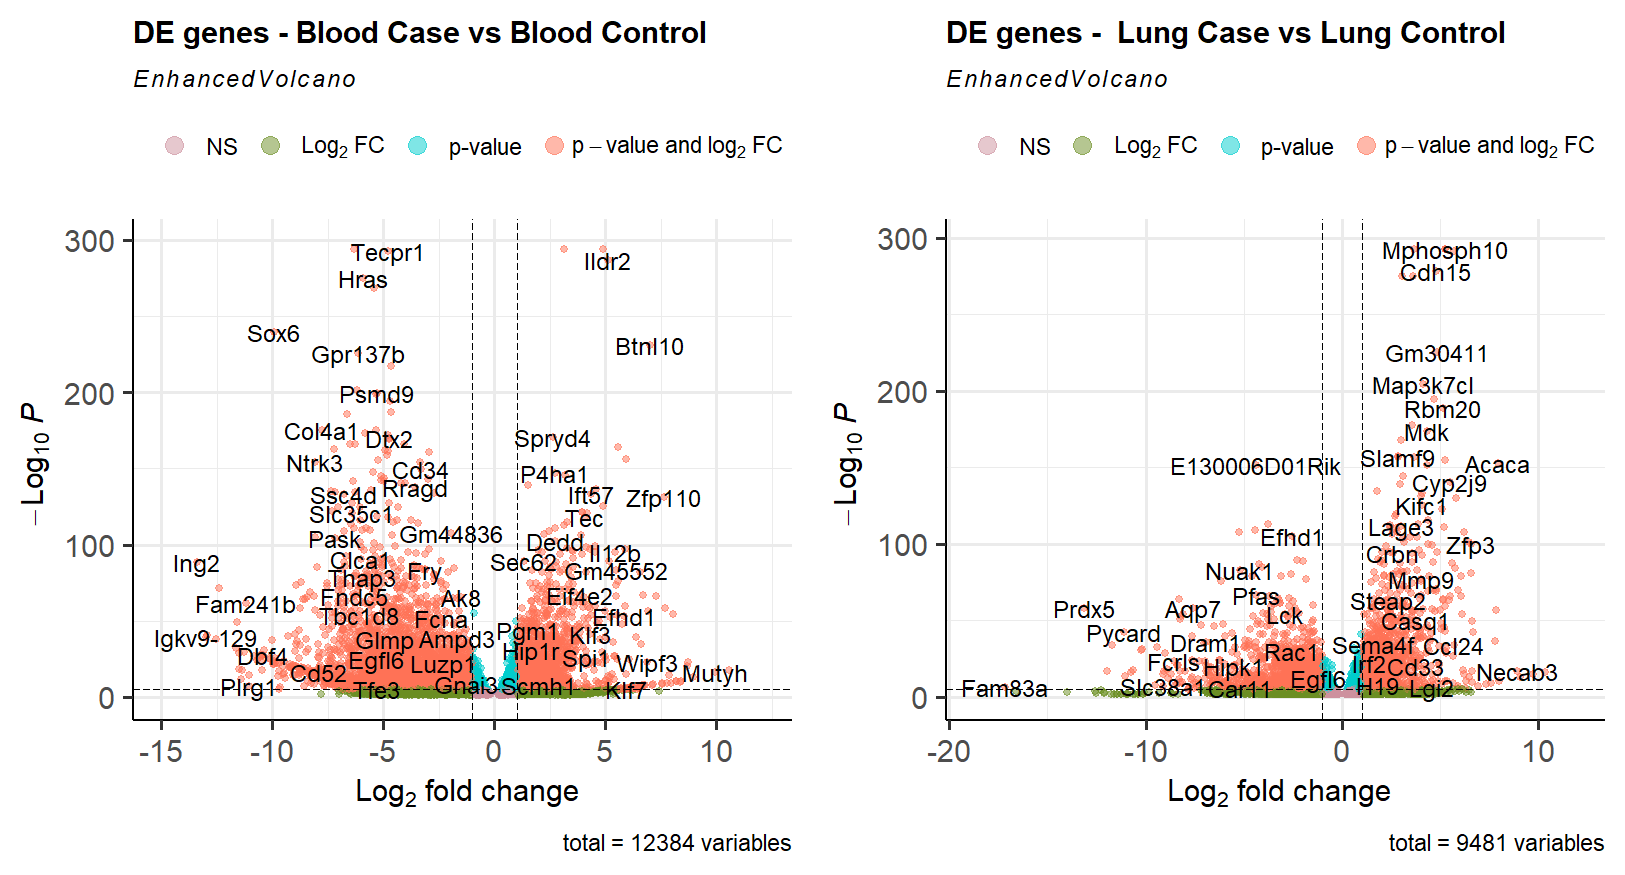 DE genes - Blood Case vs Blood Control
EnhancedVolcano
NS
Log2 FC
p-value
p − value and log2 FC
−Log10 P
300
200
100
0
Tecpr1
Ildr2
Hras
Sox6
Btnl10
Gpr137b
Psmd9
Col4a1
Dtx2
Spryd4
Ntrk3
Cd34
P4ha1
Ssc4d
Rragd
Ift57
Zfp110
Slc35c1
Tec
Pask
Gm44836
Dedd
Clca1
Il12b
Ing2
Sec62
Thap3
Fry
Gm45552
Fndc5
Ak8
Eif4e2
Fam241b
Tbc1d8
Fcna
Efhd1
Igkv9-129
Glmp
Ampd3
Pgm1
Klf3
Dbf4
Egfl6
Luzp1
Hip1r
Spi1
Wipf3
Cd52
Mutyh
Plrg1
Tfe3
Gnai3
Scmh1
Klf7
-15
-10
-5
0
5
10
Log2 fold change
total = 12384 variables
DE genes -  Lung Case vs Lung Control
EnhancedVolcano
NS
Log2 FC
p-value
p − value and log2 FC
−Log10 P
300
200
100
0
Mphosph10
Cdh15
Gm30411
Map3k7cl
Rbm20
Mdk
E130006D01Rik
Slamf9
Acaca
Cyp2j9
Kifc1
Efhd1
Lage3
Crbn
Zfp3
Nuak1
Mmp9
Pfas
Steap2
Prdx5
Aqp7
Lck
Casq1
Pycard
Dram1
Rac1
Sema4f
Ccl24
Fcrls
Hipk1
Irf2
Cd33
Necab3
Fam83a
Slc38a1
Car11
Egfl6
H19
Lgi2
-20
-10
0
10
Log2 fold change
total = 9481 variables